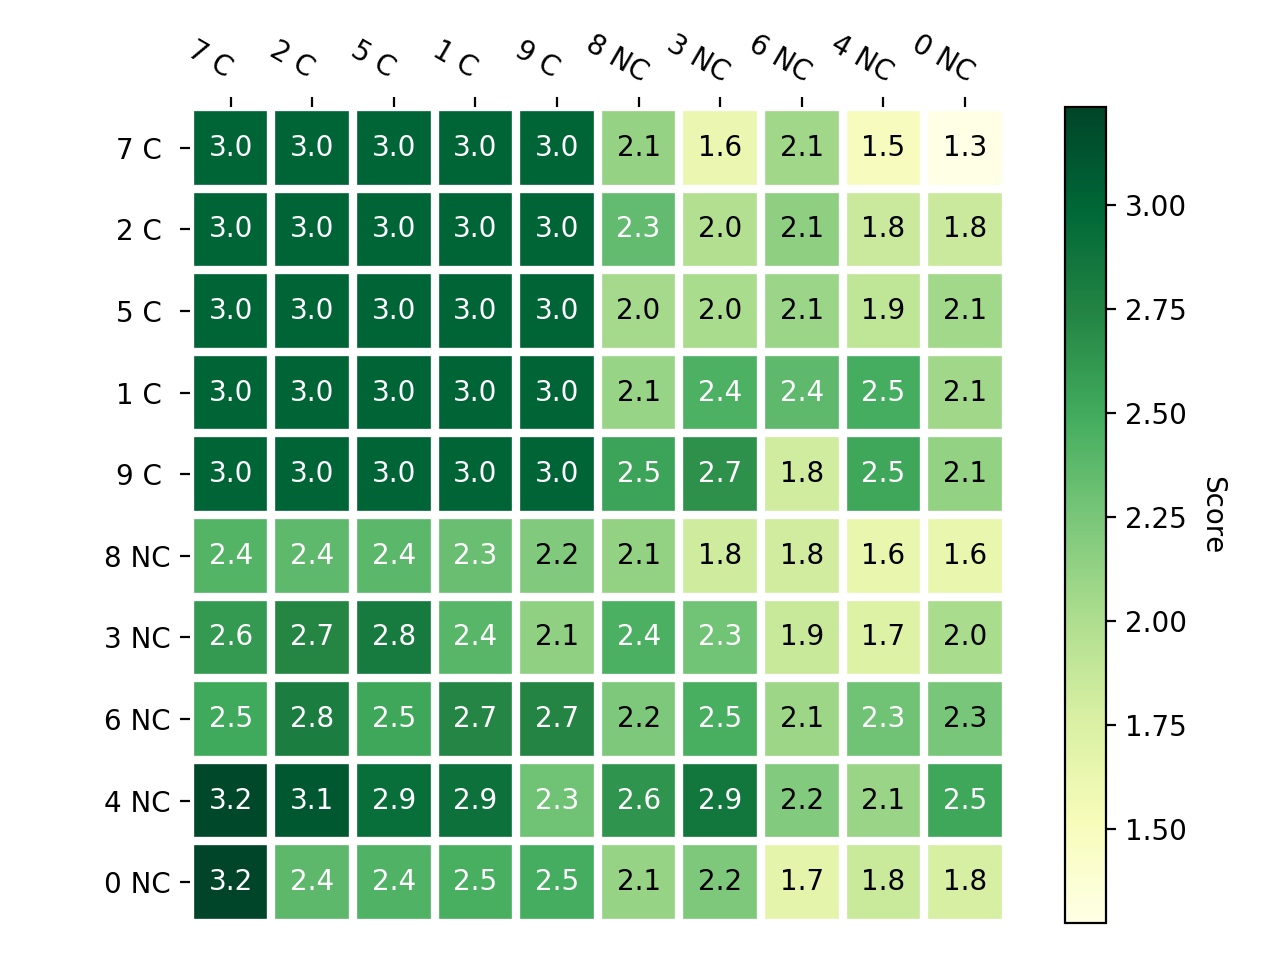 7 C 2 C 5 C 1 C 9 C 8 NC 3 NC 6 NC 4 NC 0 NC
7 C 3.0 3.0 3.0 3.0 3.0 2.1 1.6 2.1 1.5 1.3
2 C 3.0 3.0 3.0 3.0 3.0 2.3 2.0 2.1 1.8 1.8
5 C 3.0 3.0 3.0 3.0 3.0 2.0 2.0 2.1 1.9 2.1
1 C 3.0 3.0 3.0 3.0 3.0 2.1 2.4 2.4 2.5 2.1
9 C 3.0 3.0 3.0 3.0 3.0 2.5 2.7 1.8 2.5 2.1
8 NC 2.4 2.4 2.4 2.3 2.2 2.1 1.8 1.8 1.6 1.6
3 NC 2.6 2.7 2.8 2.4 2.1 2.4 2.3 1.9 1.7 2.0
6 NC 2.5 2.8 2.5 2.7 2.7 2.2 2.5 2.1 2.3 2.3
4 NC 3.2 3.1 2.9 2.9 2.3 2.6 2.9 2.2 2.1 2.5
0 NC 3.2 2.4 2.4 2.5 2.5 2.1 2.2 1.7 1.8 1.8
3.00
2.75
2.50
2.25
2.00
1.75
1.50
Score